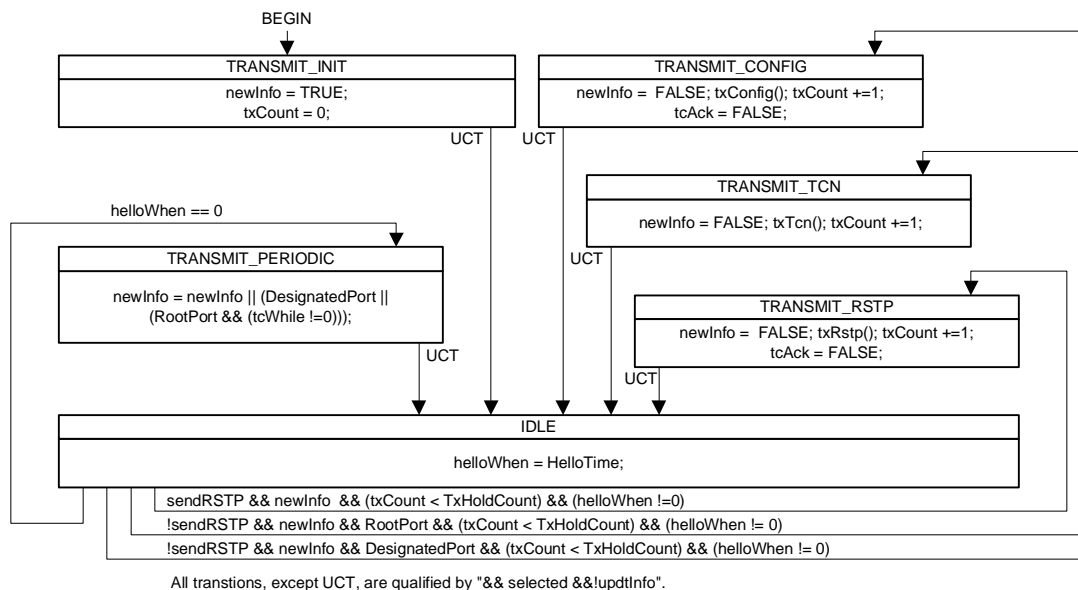 BEGIN
TRANSMIT_INIT
newInfo = TRUE;
txCount = 0;
UCT
TRANSMIT_CONFIG
newInfo = FALSE; txConfig(); txCount +=1;
tcAck = FALSE;
UCT
TRANSMIT_TCN
newInfo = FALSE; txTcn(); txCount +=1;
UCT
helloWhen == 0
TRANSMIT_PERIODIC
newInfo = newInfo || (DesignatedPort ||
(RootPort && (tcWhile !=0)));
UCT
TRANSMIT_RSTP
newInfo = FALSE; txRstp(); txCount +=1;
tcAck = FALSE;
UCT
IDLE
helloWhen = HelloTime;
sendRSTP && newInfo && (txCount < TxHoldCount) && (helloWhen !=0)
!sendRSTP && newInfo && RootPort && (txCount < TxHoldCount) && (helloWhen != 0)
!sendRSTP && newInfo && DesignatedPort && (txCount < TxHoldCount) && (helloWhen != 0)
All transtions, except UCT, are qualified by "&& selected &&!updtInfo".